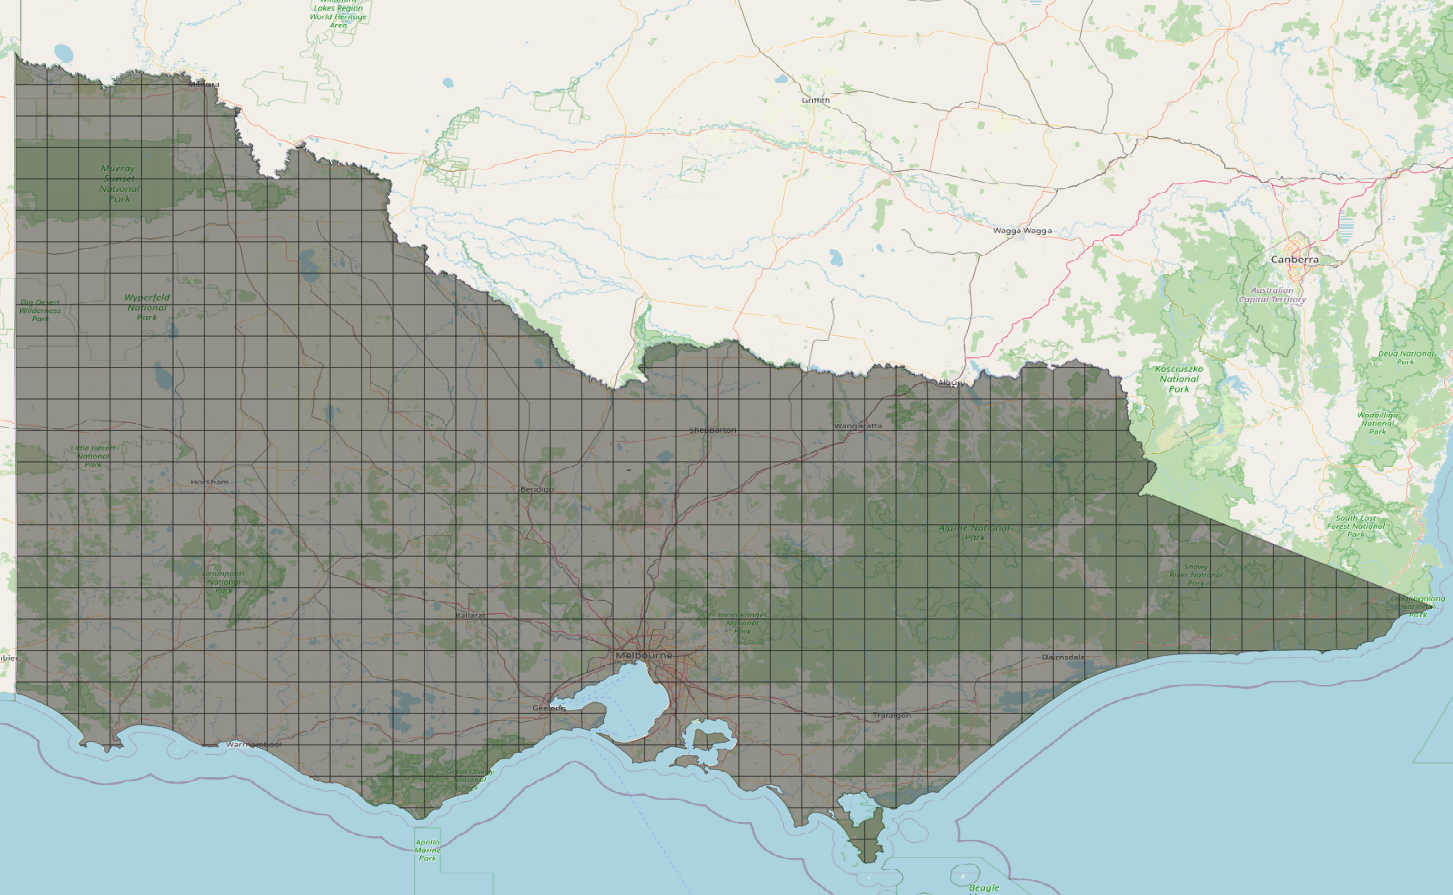 Willandra
Lakes Region
World Heritage
Area
Mildura
Griffith
Murray
Sunset
National
Park
Wagga Wagga
Canberra
Australian
Capital Territory
Big Desert
Wilderness
Park
Wyperfeld
National
Park
Deua National
Park
Kosciuszko
National
Park
Albury
Wadbilliga
National
Park
Shepparton
Wangaratta
Little Desert
National
Park
Horsham
Bendigo
Alpine National
Park
South East
Forest National
Park
Grampians
National
Park
Snowy
River National
Park
Croajingolong
National
Park
Ballarat
Yarra Ranges
National
Park
Melbourne
Bairnsdale
Geelong
Traralgon
Warrnambool
Great Otway
National
Park
Apollo
Marine
Park
Beagle